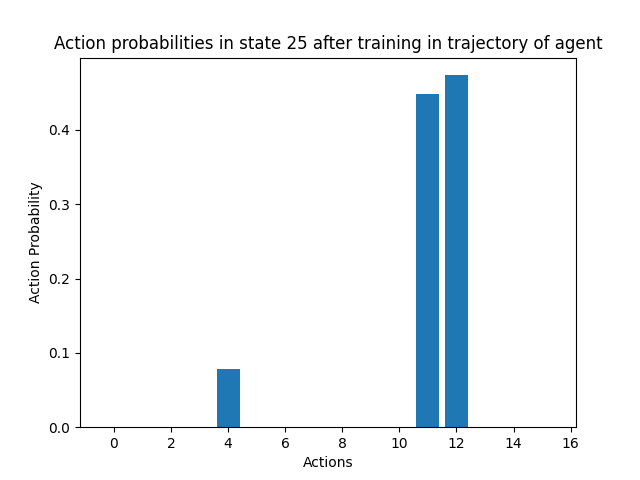 Action probabilities in state 25 after training in trajectory of agent
0.4
0.3
0.2
0.1
0.0
Action Probability
0 2 4 6 8 10 12 14 16
Actions